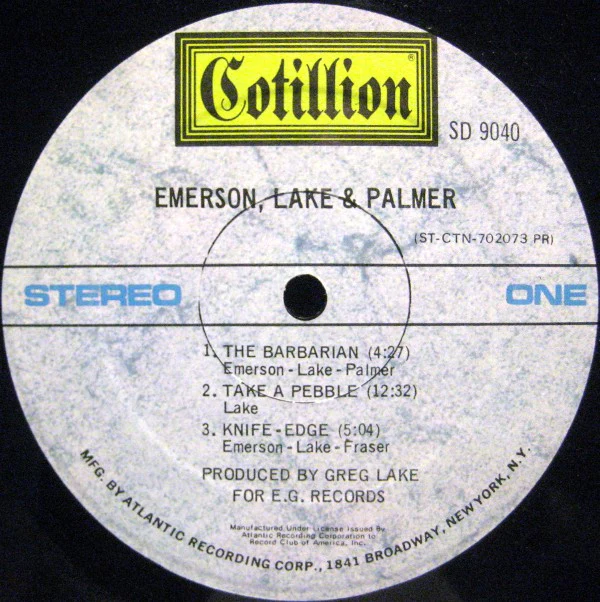 Cotillion®
SD 9040
EMERSON, LAKE & PALMER
(ST-CTN-702073 PR)
STEREO
ONE
1. THE BARBARIAN (4:27)
Emerson - Lake - Palmer
2. TAKE A PEBBLE (12:32)
Lake
3. KNIFE-EDGE (5:04)
Emerson - Lake - Fraser
PRODUCED BY GREG LAKE
FOR E.G. RECORDS
Manufactured Under License Issued By
Atlantic Recording Corporation to
Record Club of America, Inc.
MFG. BY ATLANTIC RECORDING CORP., 1841 BROADWAY, NEW YORK, N.Y.